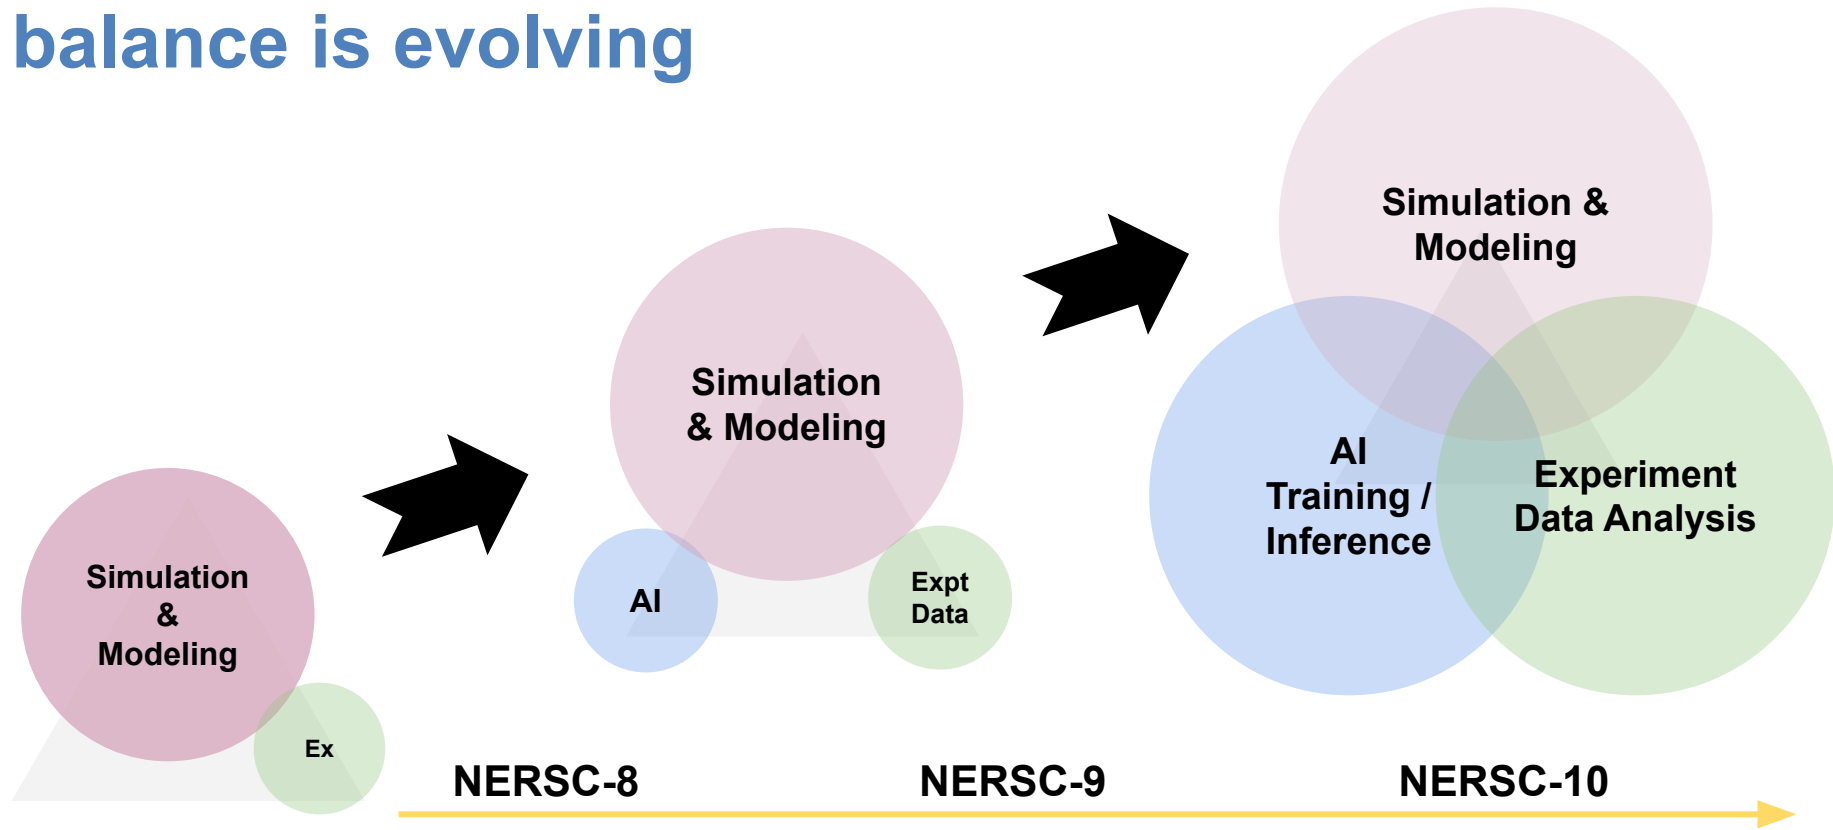 balance is evolving
Simulation
&
Modeling
Ex
Simulation
& Modeling
AI
Expt
Data
Simulation &
Modeling
AI
Training /
Inference
Experiment
Data Analysis
NERSC-8
NERSC-9
NERSC-10